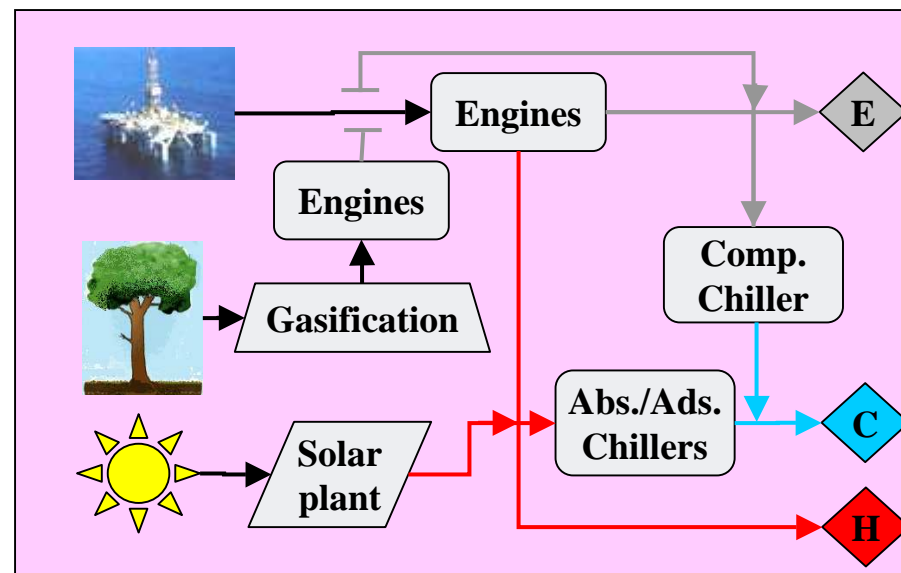 Engines
E
Engines
Comp.
Chiller
Gasification
Abs./Ads.
Chillers
C
Solar
plant
H